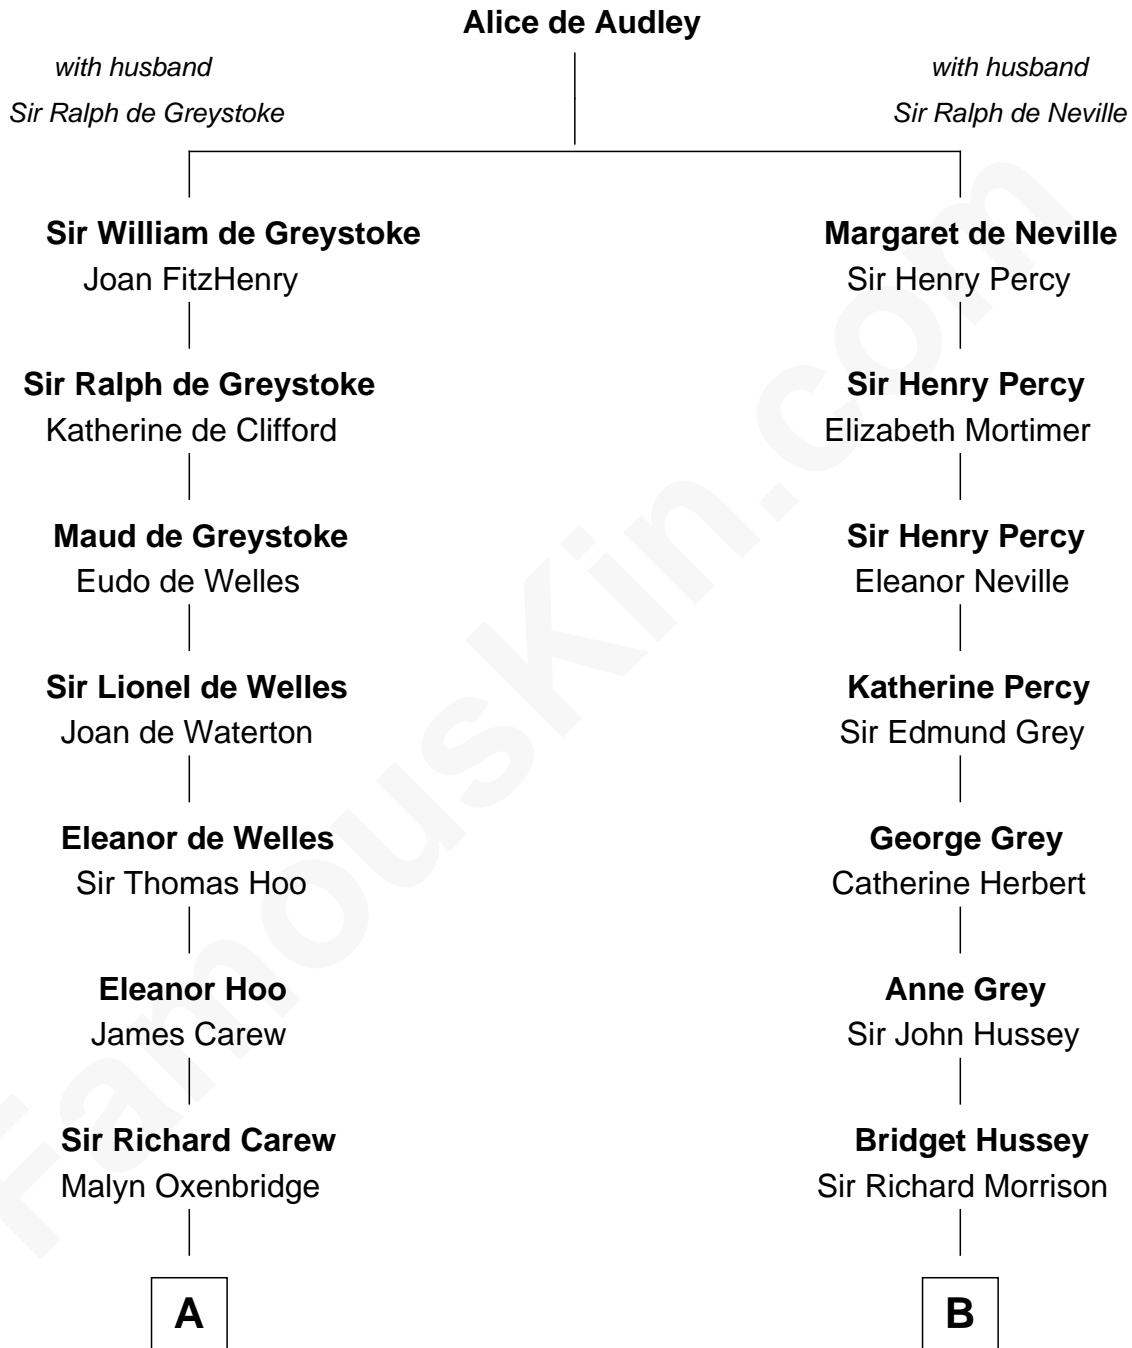 Alice de Audley
with husband
Sir Ralph de Greystoke
with husband
Sir Ralph de Neville
Sir William de Greystoke
Joan FitzHenry
Margaret de Neville
Sir Henry Percy
Sir Ralph de Greystoke
Katherine de Clifford
Sir Henry Percy
Elizabeth Mortimer
Maud de Greystoke
Eudo de Welles
Sir Henry Percy
Eleanor Neville
Sir Lionel de Welles
Joan de Waterton
Katherine Percy
Sir Edmund Grey
Eleanor de Welles
Sir Thomas Hoo
George Grey
Catherine Herbert
Eleanor Hoo
James Carew
Anne Grey
Sir John Hussey
Sir Richard Carew
Malyn Oxenbridge
Bridget Hussey
Sir Richard Morrison
A
B
FamousKin.com